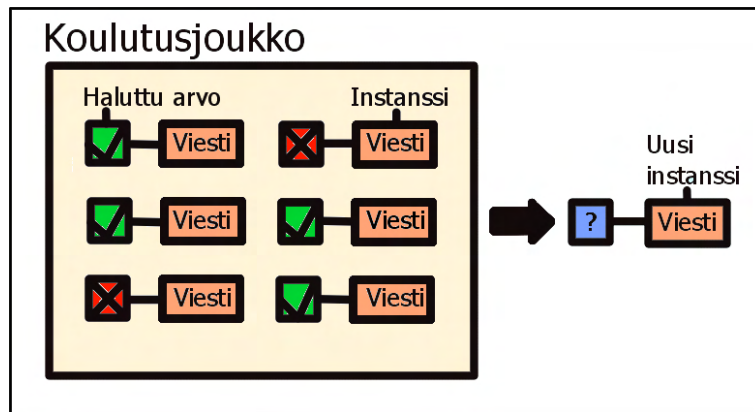 Koulutusjoukko
Haluttu arvo
Instanssi
Viesti
Viesti
Uusi
instanssi
Viesti
Viesti
?
Viesti
Viesti
Viesti